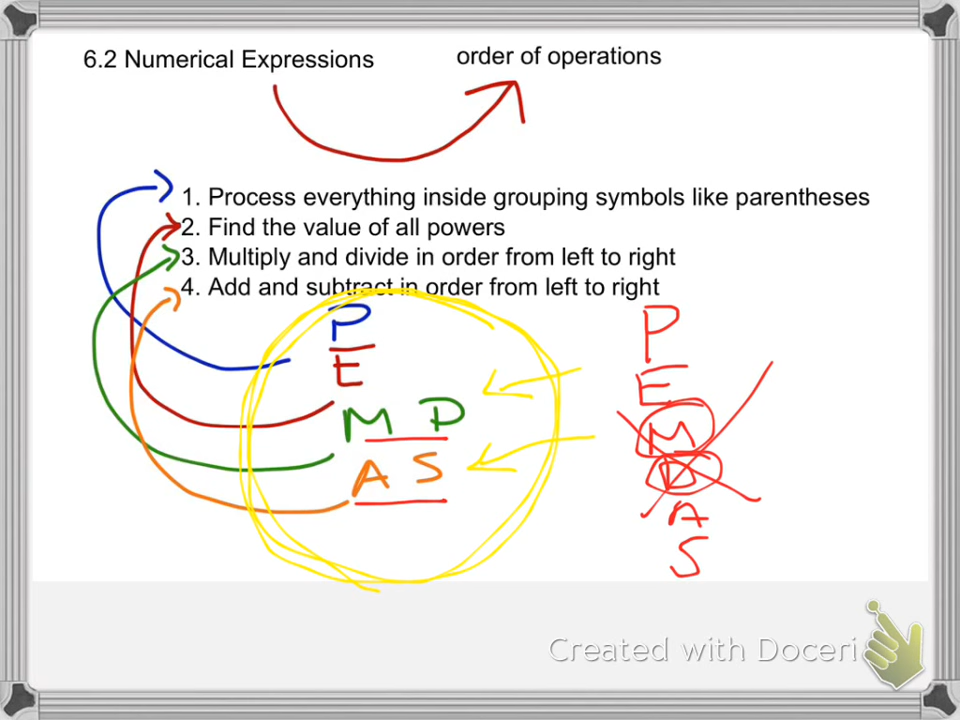 6.2 Numerical Expressions
order of operations
1. Process everything inside grouping symbols like parentheses
2. Find the value of all powers
3. Multiply and divide in order from left to right
4. Add and subtract in order from left to right
P
E
M D
A S
P
E
M
D
A
S
Created with Doceri